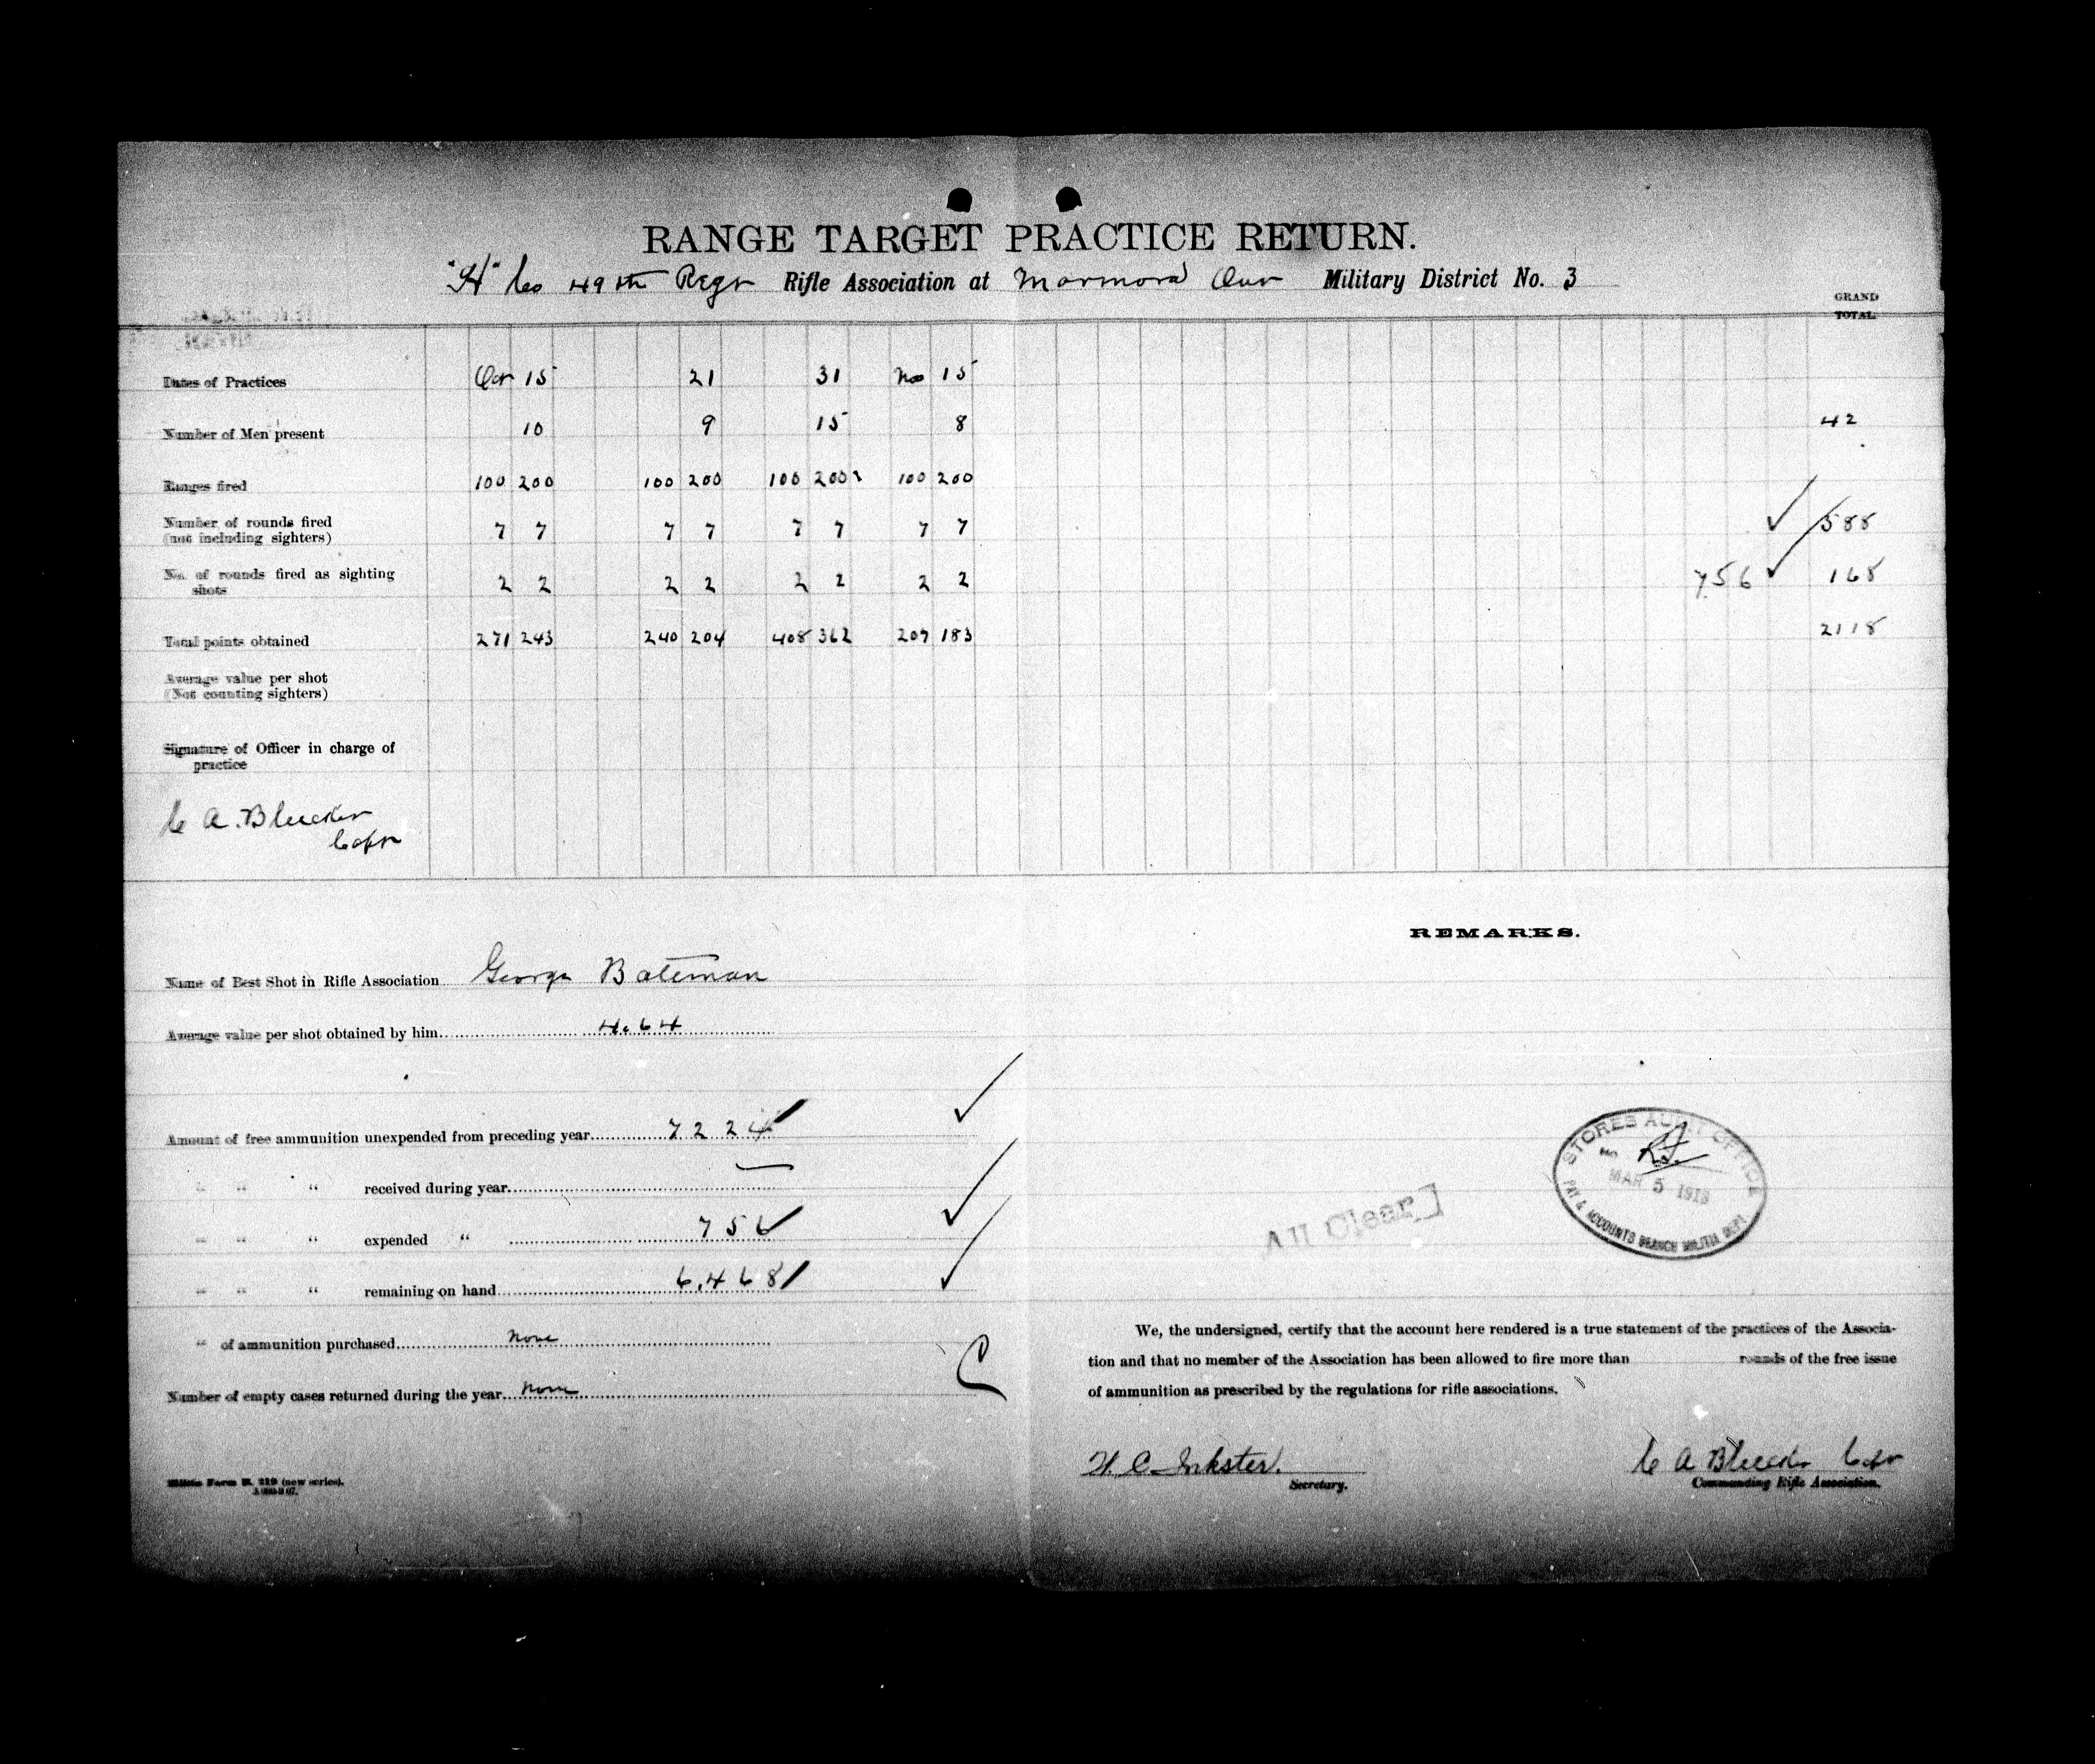 RANGE TARGET PRACTICE RETURN.
"H" Co 49th Regt Rifle Association at Marmora Ont Military District No. 3
GRAND
TOTAL.
Dates of Practices Oct 15 21 31 Nov 15
Number of Men present 10 9 15 8 42
Ranges fired 100 200 100 200 100 200 100 200
Number of rounds fired 7 7 7 7 7 7 7 7 588
(not including sighters)
No. of rounds fired as sighting 2 2 2 2 2 2 2 2 756 168
shots
Total points obtained 271 243 240 204 408 362 207 183 2118
Average value per shot
(Not counting sighters)
Signature of Officer in charge of
practice
C A. Bleecker
Capt
REMARKS.
Name of Best Shot in Rifle Association George Bateman
Average value per shot obtained by him 4.64
Amount of free ammunition unexpended from preceding year 7224
" " " received during year —
" " " expended " 756
" " " remaining on hand 6,468
" of ammunition purchased none
Number of empty cases returned during the year none
All Clear
STORES AUDIT OFFICE
No.
MAR 5 1913
PAY & ACCOUNTS BRANCH MILITIA DEPT
We, the undersigned, certify that the account here rendered is a true statement of the practices of the Associa-
tion and that no member of the Association has been allowed to fire more than rounds of the free issue
of ammunition as prescribed by the regulations for rifle associations.
H. C. Inkster. C A Bleecker Capt
Secretary. Commanding Rifle Association.
Militia Form B. 219 (new series).